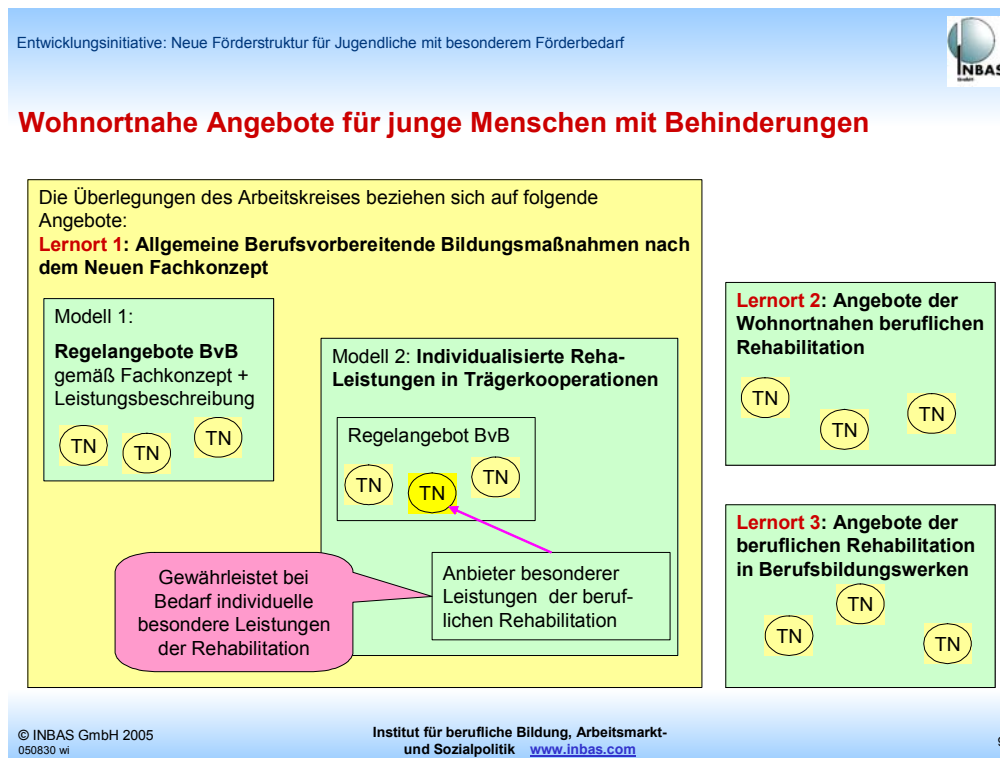 Entwicklungsinitiative: Neue Förderstruktur für Jugendliche mit besonderem Förderbedarf
INBAS
GmbH
Wohnortnahe Angebote für junge Menschen mit Behinderungen
Die Überlegungen des Arbeitskreises beziehen sich auf folgende
Angebote:
Lernort 1: Allgemeine Berufsvorbereitende Bildungsmaßnahmen nach
dem Neuen Fachkonzept
Modell 1:
Regelangebote BvB
gemäß Fachkonzept +
Leistungsbeschreibung
TN
TN
TN
Modell 2: Individualisierte Reha-
Leistungen in Trägerkooperationen
Regelangebot BvB
TN
TN
TN
Gewährleistet bei
Bedarf individuelle
besondere Leistungen
der Rehabilitation
Anbieter besonderer
Leistungen der beruf-
lichen Rehabilitation
Lernort 2: Angebote der
Wohnortnahen beruflichen
Rehabilitation
TN
TN
TN
Lernort 3: Angebote der
beruflichen Rehabilitation
in Berufsbildungswerken
TN
TN
TN
© INBAS GmbH 2005
050830 wi
Institut für berufliche Bildung, Arbeitsmarkt-
und Sozialpolitik www.inbas.com
9